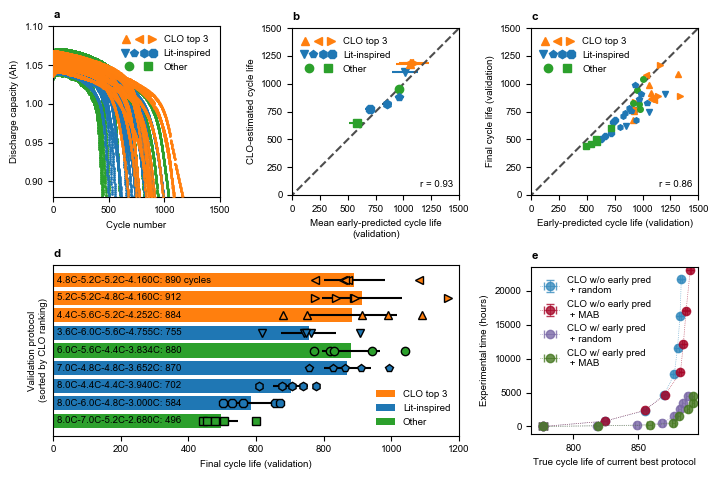 a
1.10
1.05
1.00
0.95
0.90
Discharge capacity (Ah)
CLO top 3
Lit-inspired
Other
0
500
1000
1500
Cycle number
b
1500
1250
1000
750
500
250
0
CLO-estimated cycle life
CLO top 3
Lit-inspired
Other
r = 0.93
0
250
500
750
1000
1250
1500
Mean early-predicted cycle life
(validation)
c
1500
1250
1000
750
500
250
0
Final cycle life (validation)
CLO top 3
Lit-inspired
Other
r = 0.86
0
250
500
750
1000
1250
1500
Early-predicted cycle life (validation)
d
Validation protocol
(sorted by CLO ranking)
4.8C-5.2C-5.2C-4.160C: 890 cycles
5.2C-5.2C-4.8C-4.160C: 912
4.4C-5.6C-5.2C-4.252C: 884
3.6C-6.0C-5.6C-4.755C: 755
6.0C-5.6C-4.4C-3.834C: 880
7.0C-4.8C-4.8C-3.652C: 870
8.0C-4.4C-4.4C-3.940C: 702
8.0C-6.0C-4.8C-3.000C: 584
8.0C-7.0C-5.2C-2.680C: 496
CLO top 3
Lit-inspired
Other
0
200
400
600
800
1000
1200
Final cycle life (validation)
e
20000
15000
10000
5000
0
Experimental time (hours)
CLO w/o early pred
+ random
CLO w/o early pred
+ MAB
CLO w/ early pred
+ random
CLO w/ early pred
+ MAB
800
850
True cycle life of current best protocol